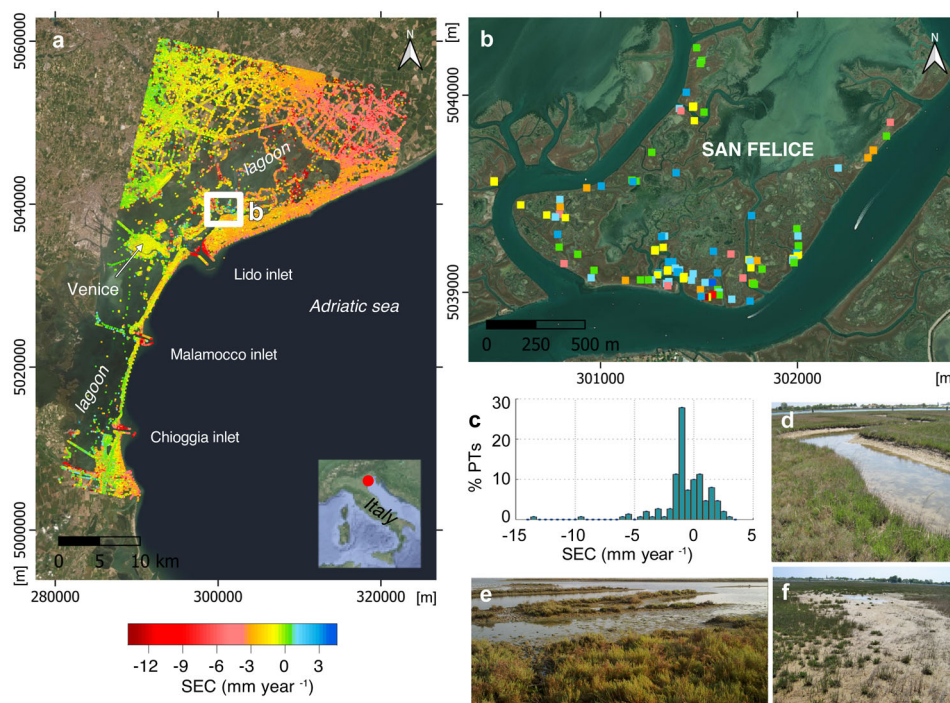 a
N
[m]
5060000
5040000
5020000
5000000
[m]
lagoon
b
Venice
Lido inlet
Adriatic sea
Malamocco inlet
lagoon
Chioggia inlet
Italy
0 5 10 km
280000 300000 320000 [m]
-12 -9 -6 -3 0 3
SEC (mm year -1)
b
N
SAN FELICE
5040000
5039000
0 250 500 m
301000 302000 [m]
c
30
20
10
0
% PTs
-15 -10 -5 0 5
SEC (mm year -1)
d
e
f